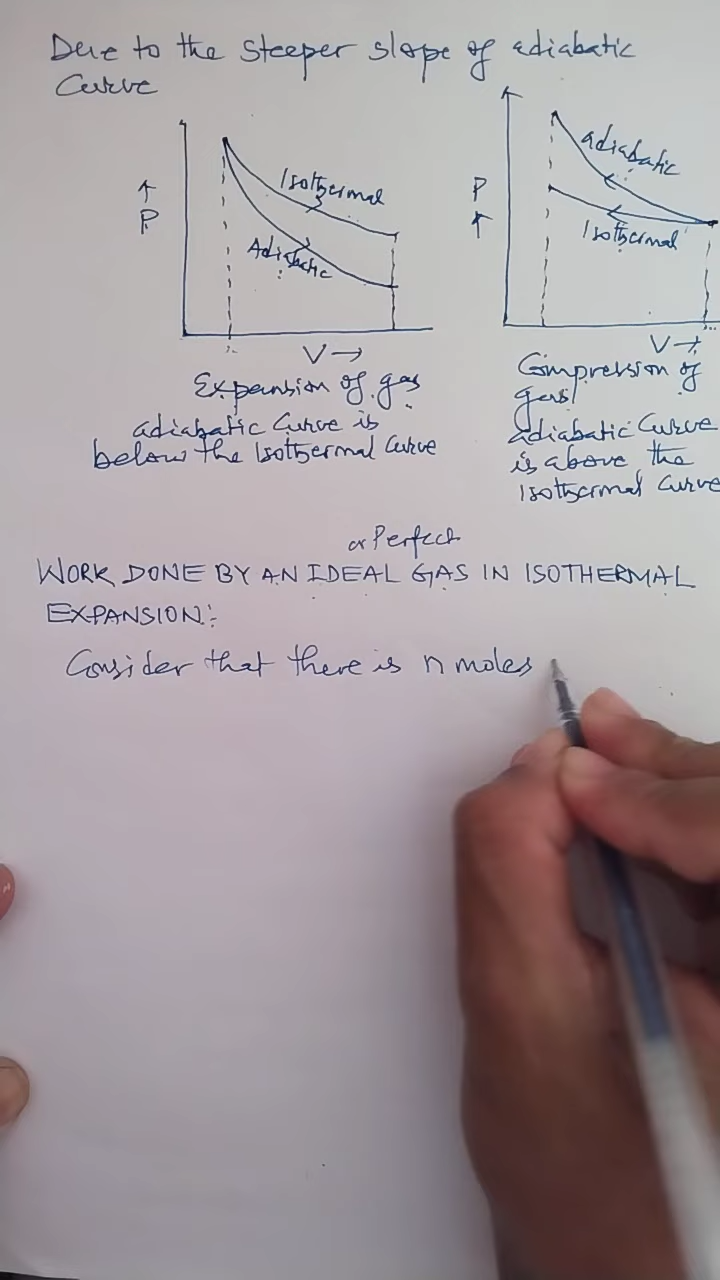 Due to the steeper slope of adiabatic
Curve
↑
P
Isothermal
Adiabatic
V →
Expansion of gas
adiabatic Curve is
below the Isothermal Curve
P
↑
adiabatic
Isothermal
V →
Compression of
gas
adiabatic Curve
is above the
Isothermal Curve
or Perfect
WORK DONE BY AN IDEAL GAS IN ISOTHERMAL
EXPANSION:
Consider that there is n moles